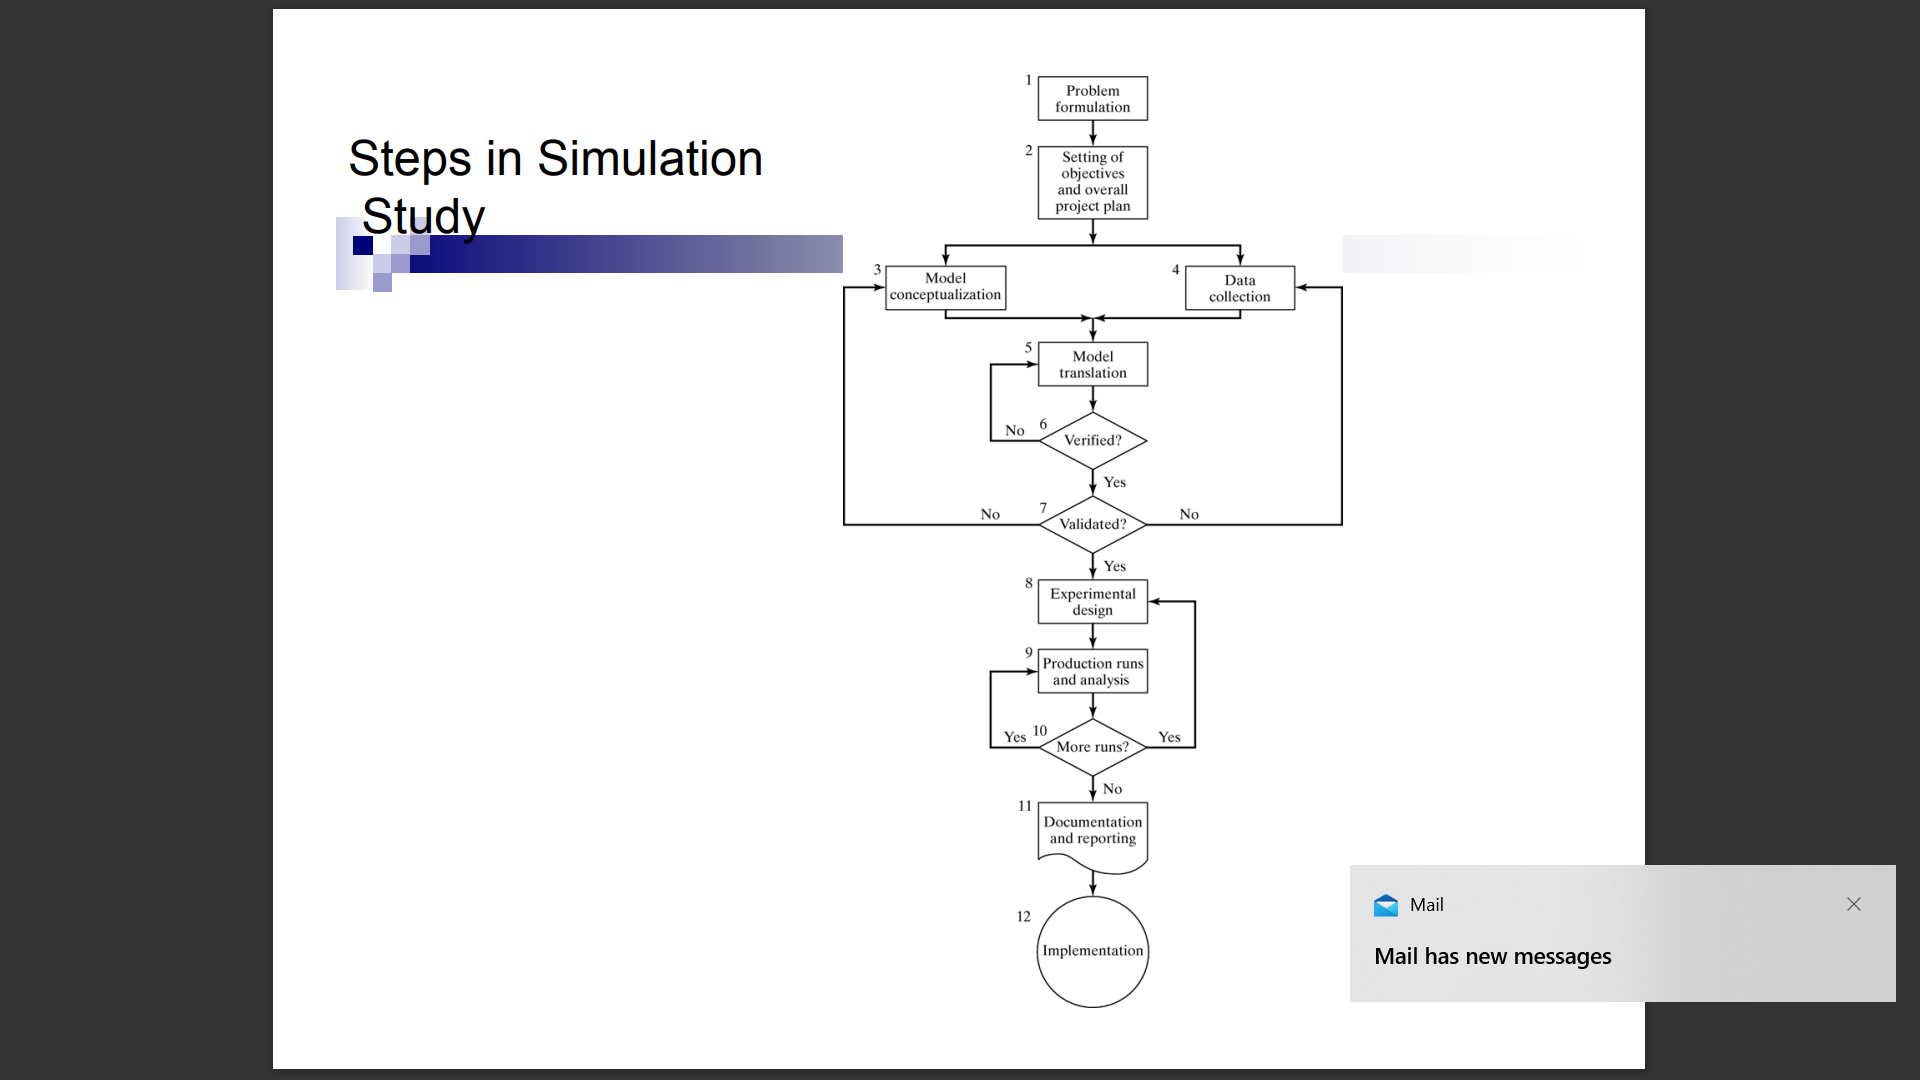 Steps in Simulation
Study
1
Problem
formulation
2
Setting of
objectives
and overall
project plan
3
Model
conceptualization
4
Data
collection
5
Model
translation
6
No
Verified?
Yes
7
No
Validated?
No
Yes
8
Experimental
design
9
Production runs
and analysis
10
Yes
More runs?
Yes
No
11
Documentation
and reporting
12
Implementation
Mail
Mail has new messages